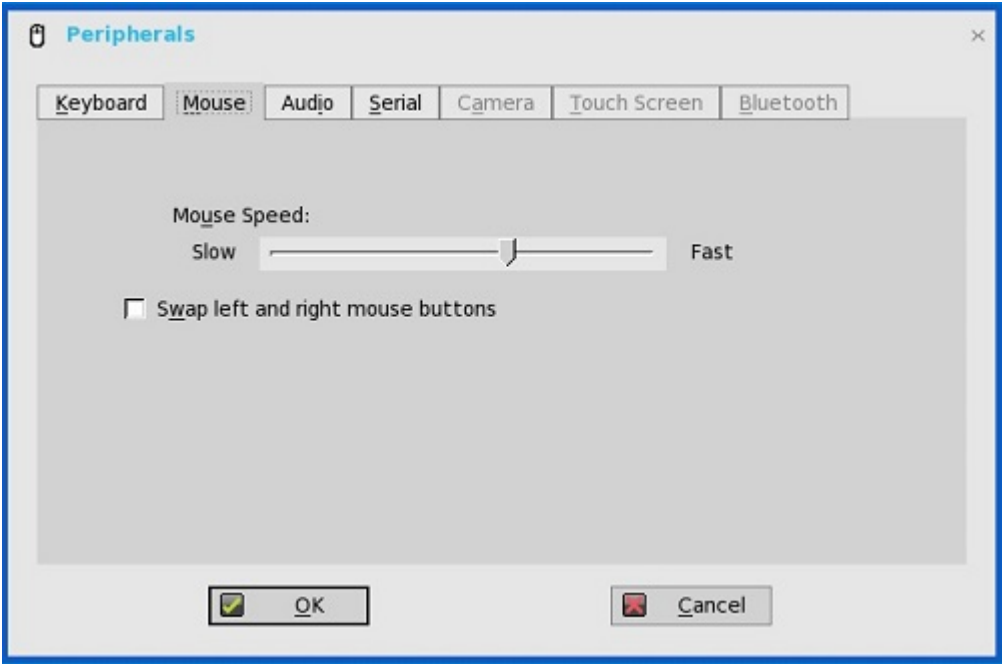 Peripherals
Keyboard Mouse Audio Serial Camera Touch Screen Bluetooth
Mouse Speed:
Slow Fast
Swap left and right mouse buttons
OK Cancel